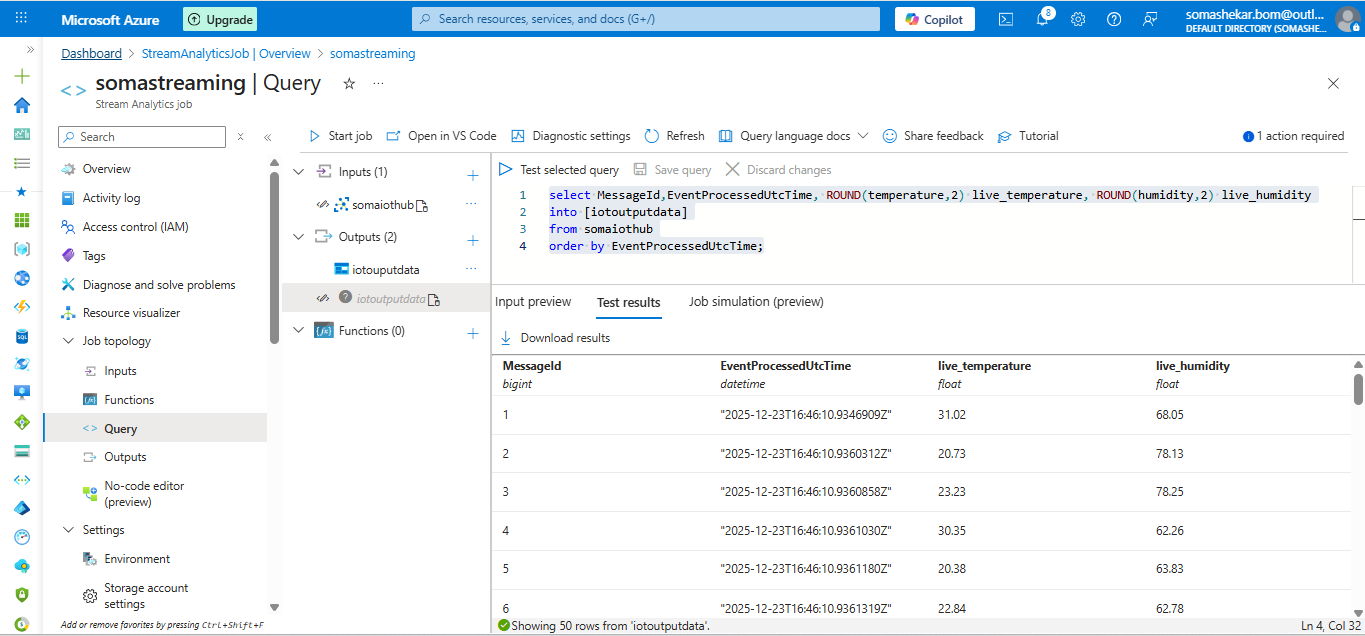 Microsoft Azure
Upgrade
Search resources, services, and docs (G+/)
Copilot
8
somashekar.bom@outl...
DEFAULT DIRECTORY (SOMASHE...
Dashboard > StreamAnalyticsJob | Overview > somastreaming
somastreaming | Query
Stream Analytics job
Search
Overview
Activity log
Access control (IAM)
Tags
Diagnose and solve problems
Resource visualizer
Job topology
Inputs
Functions
Query
Outputs
No-code editor
(preview)
Settings
Environment
Storage account
settings
Add or remove favorites by pressing Ctrl+Shift+F
Start job
Open in VS Code
Diagnostic settings
Refresh
Query language docs
Share feedback
Tutorial
1 action required
Inputs (1)
somaiothub
Outputs (2)
iotouputdata
iotoutputdata
Functions (0)
Test selected query
Save query
Discard changes
1 select MessageId,EventProcessedUtcTime, ROUND(temperature,2) live_temperature, ROUND(humidity,2) live_humidity
2 into [iotoutputdata]
3 from somaiothub
4 order by EventProcessedUtcTime;
Input preview
Test results
Job simulation (preview)
Download results
MessageId EventProcessedUtcTime live_temperature live_humidity
bigint datetime float float
1 "2025-12-23T16:46:10.9346909Z" 31.02 68.05
2 "2025-12-23T16:46:10.9360312Z" 20.73 78.13
3 "2025-12-23T16:46:10.9360858Z" 23.23 78.25
4 "2025-12-23T16:46:10.9361030Z" 30.35 62.26
5 "2025-12-23T16:46:10.9361180Z" 20.38 63.83
6 "2025-12-23T16:46:10.9361319Z" 22.84 62.78
Showing 50 rows from 'iotoutputdata'.
Ln 4, Col 32